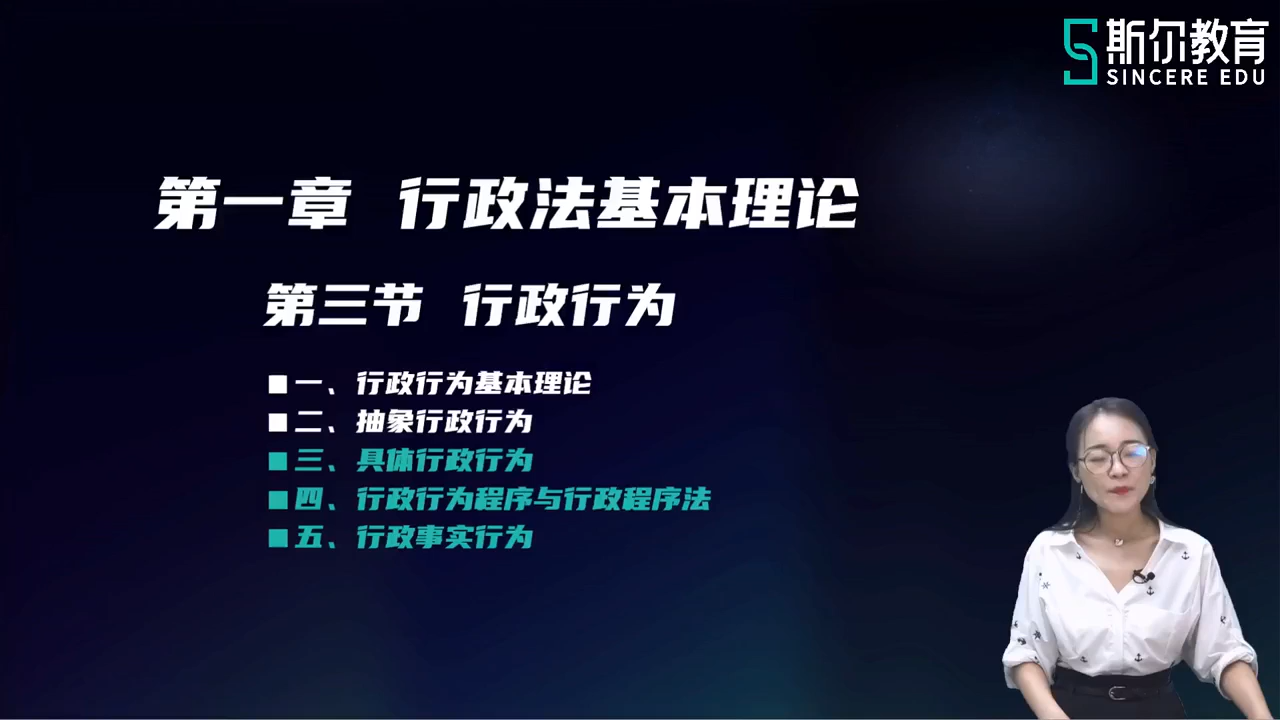 斯尔教育
SINCERE EDU
第一章 行政法基本理论
第三节 行政行为
■一、行政行为基本理论
■二、抽象行政行为
■三、具体行政行为
■四、行政行为程序与行政程序法
■五、行政事实行为